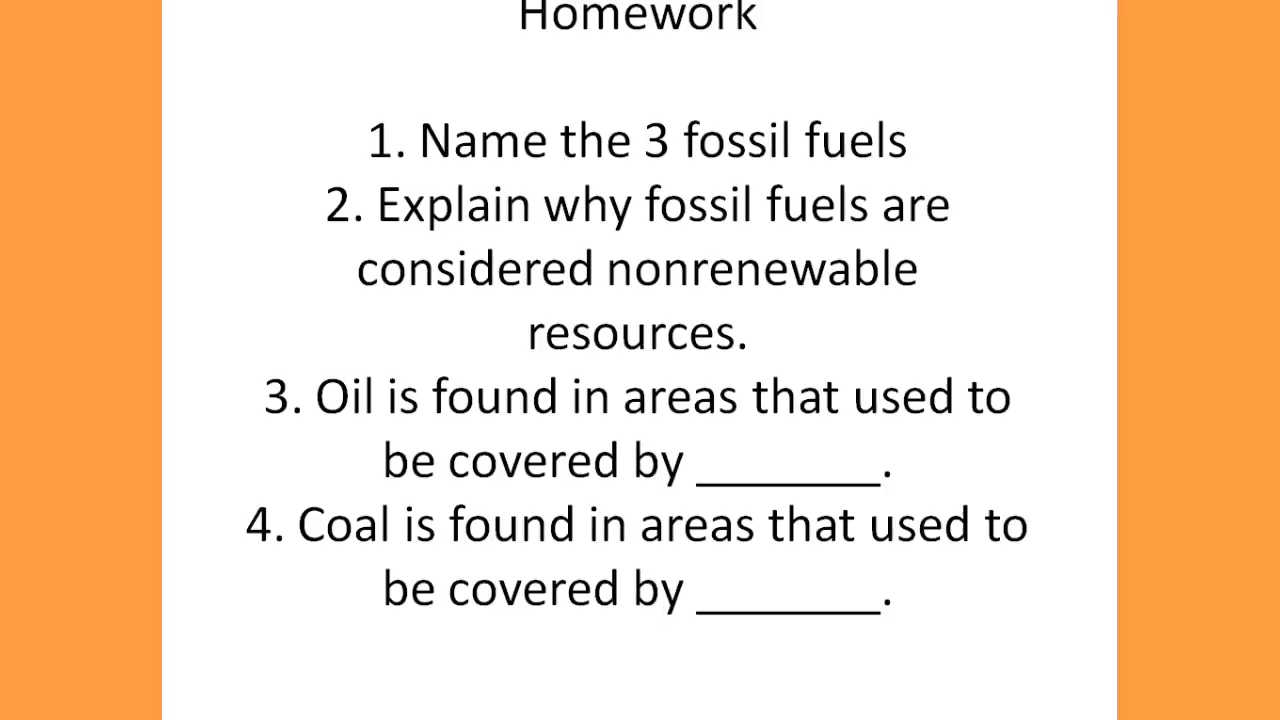 Homework
1. Name the 3 fossil fuels
2. Explain why fossil fuels are
considered nonrenewable
resources.
3. Oil is found in areas that used to
be covered by ________.
4. Coal is found in areas that used to
be covered by ________.